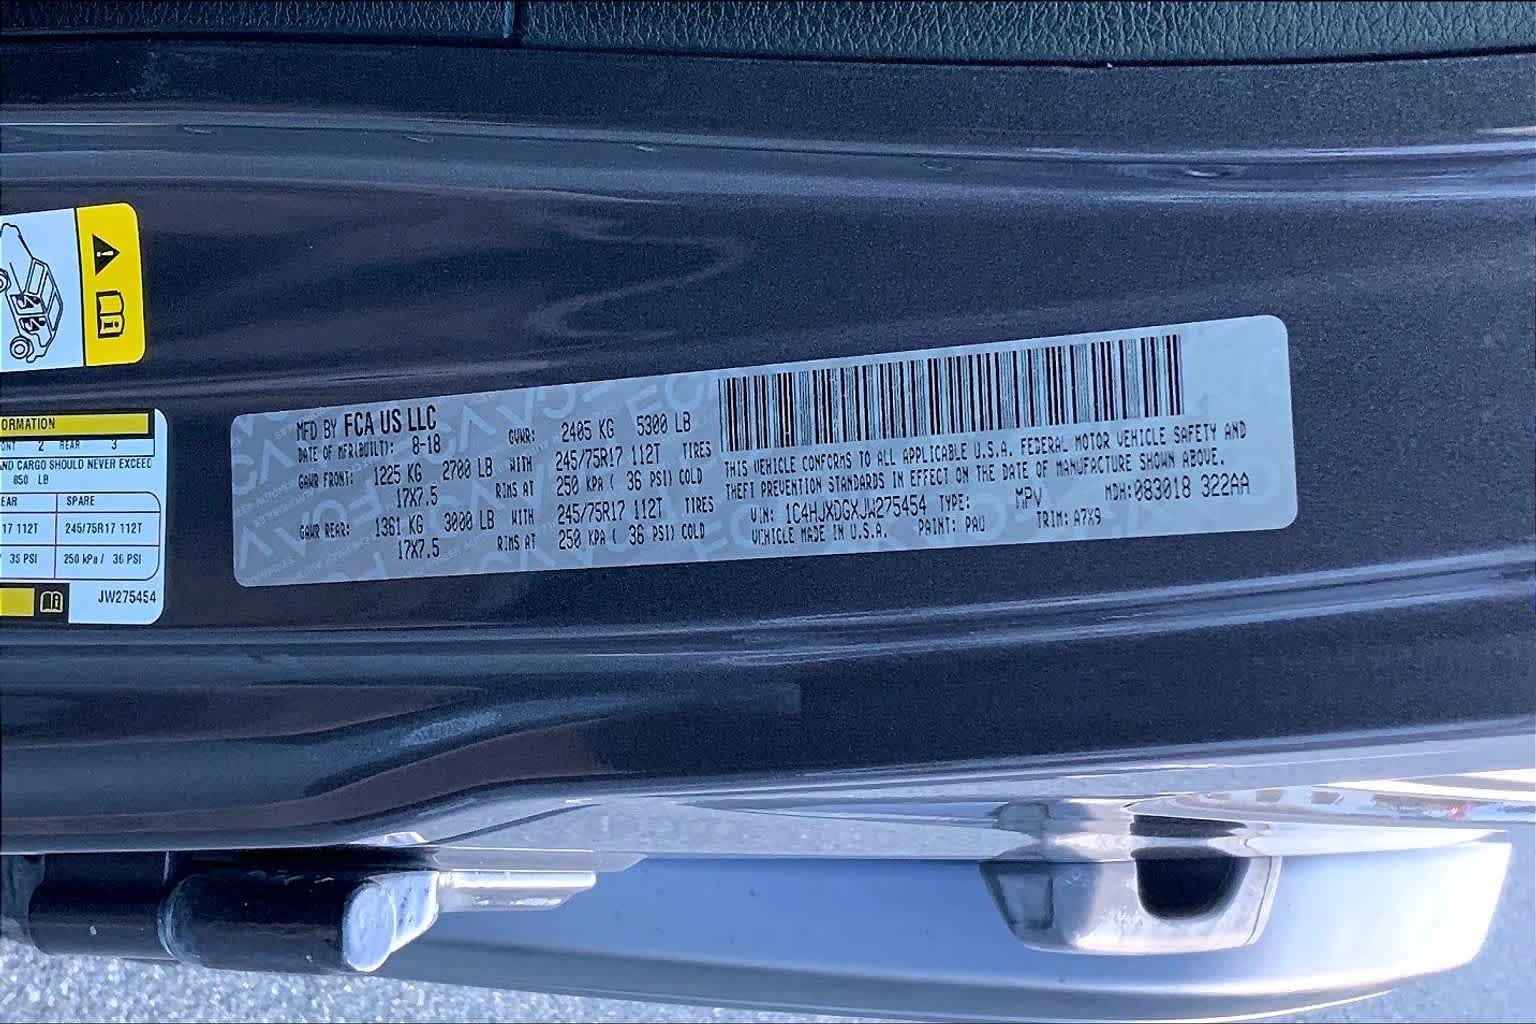 ORMATION
ONT 2 REAR 3
AND CARGO SHOULD NEVER EXCEED
850 LB
EAR SPARE
17 112T 245/75R17 112T
35 PSI 250 kPa / 36 PSI
JW275454
MFD BY FCA US LLC
DATE OF MFR(BUILT): 8-18 GVWR: 2405 KG 5300 LB
GAWR FRONT: 1225 KG 2700 LB WITH 245/75R17 112T TIRES
17X7.5 RIMS AT 250 KPA ( 36 PSI) COLD
GAWR REAR: 1361 KG 3000 LB WITH 245/75R17 112T TIRES
17X7.5 RIMS AT 250 KPA ( 36 PSI) COLD
THIS VEHICLE CONFORMS TO ALL APPLICABLE U.S.A. FEDERAL MOTOR VEHICLE SAFETY AND
THEFT PREVENTION STANDARDS IN EFFECT ON THE DATE OF MANUFACTURE SHOWN ABOVE.
VIN: 1C4HJXDGXJW275454 TYPE: MPV MDH:083018 322AA
VEHICLE MADE IN U.S.A. PAINT: PAU TRIM: A7X9